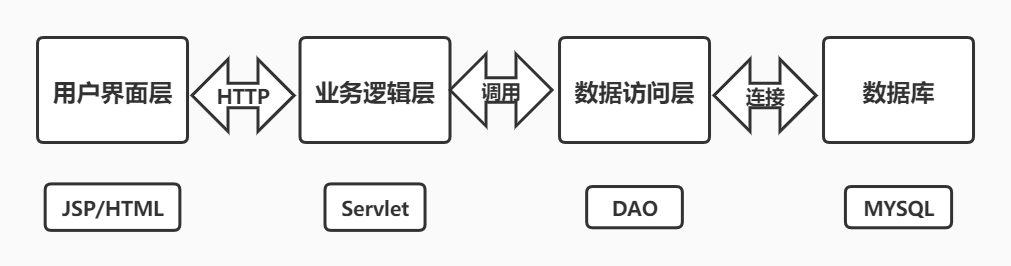 用户界面层
HTTP
业务逻辑层
调用
数据访问层
连接
数据库
JSP/HTML
Servlet
DAO
MYSQL